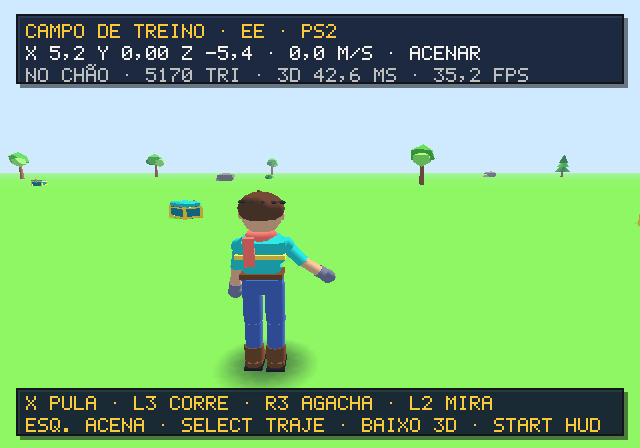 CAMPO DE TREINO · EE · PS2
X 5,2 Y 0,00 Z -5,4 · 0,0 M/S · ACENAR
NO CHÃO · 5170 TRI · 3D 42,6 MS · 35,2 FPS
X PULA · L3 CORRE · R3 AGACHA · L2 MIRA
ESQ. ACENA · SELECT TRAJE · BAIXO 3D · START HUD